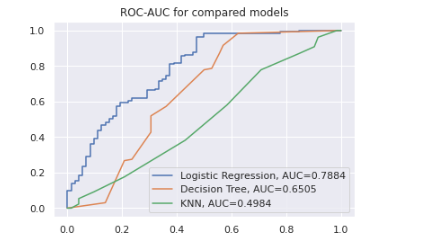 ROC-AUC for compared models
1.0
0.8
0.6
0.4
0.2
0.0
Logistic Regression, AUC=0.7884
Decision Tree, AUC=0.6505
KNN, AUC=0.4984
0.0 0.2 0.4 0.6 0.8 1.0